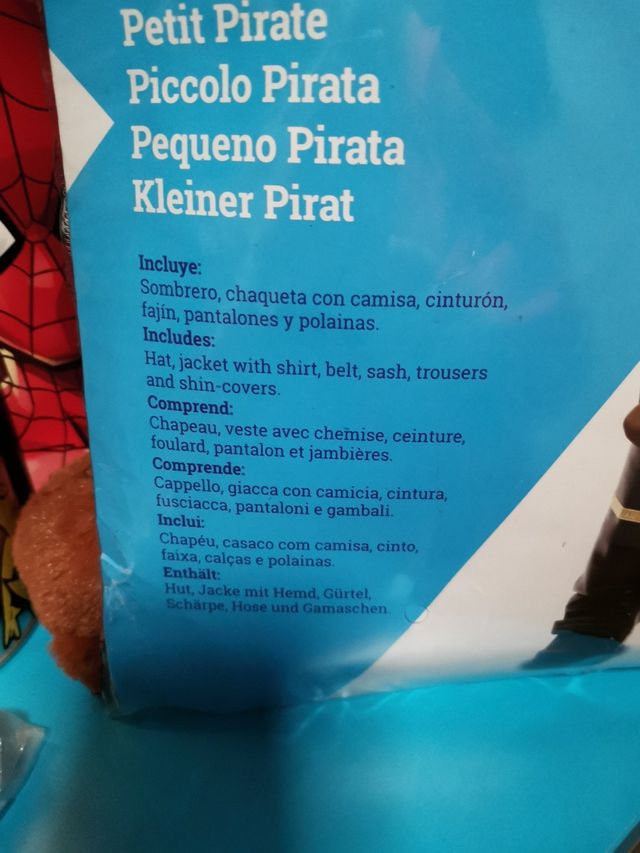 Petit Pirate
Piccolo Pirata
Pequeno Pirata
Kleiner Pirat
Incluye:
Sombrero, chaqueta con camisa, cinturón,
fajín, pantalones y polainas.
Includes:
Hat, jacket with shirt, belt, sash, trousers
and shin-covers.
Comprend:
Chapeau, veste avec chemise, ceinture,
foulard, pantalon et jambières.
Comprende:
Cappello, giacca con camicia, cintura,
fusciacca, pantaloni e gambali.
Inclui:
Chapéu, casaco com camisa, cinto,
faixa, calças e polainas.
Enthält:
Hut, Jacke mit Hemd, Gürtel,
Schärpe, Hose und Gamaschen.